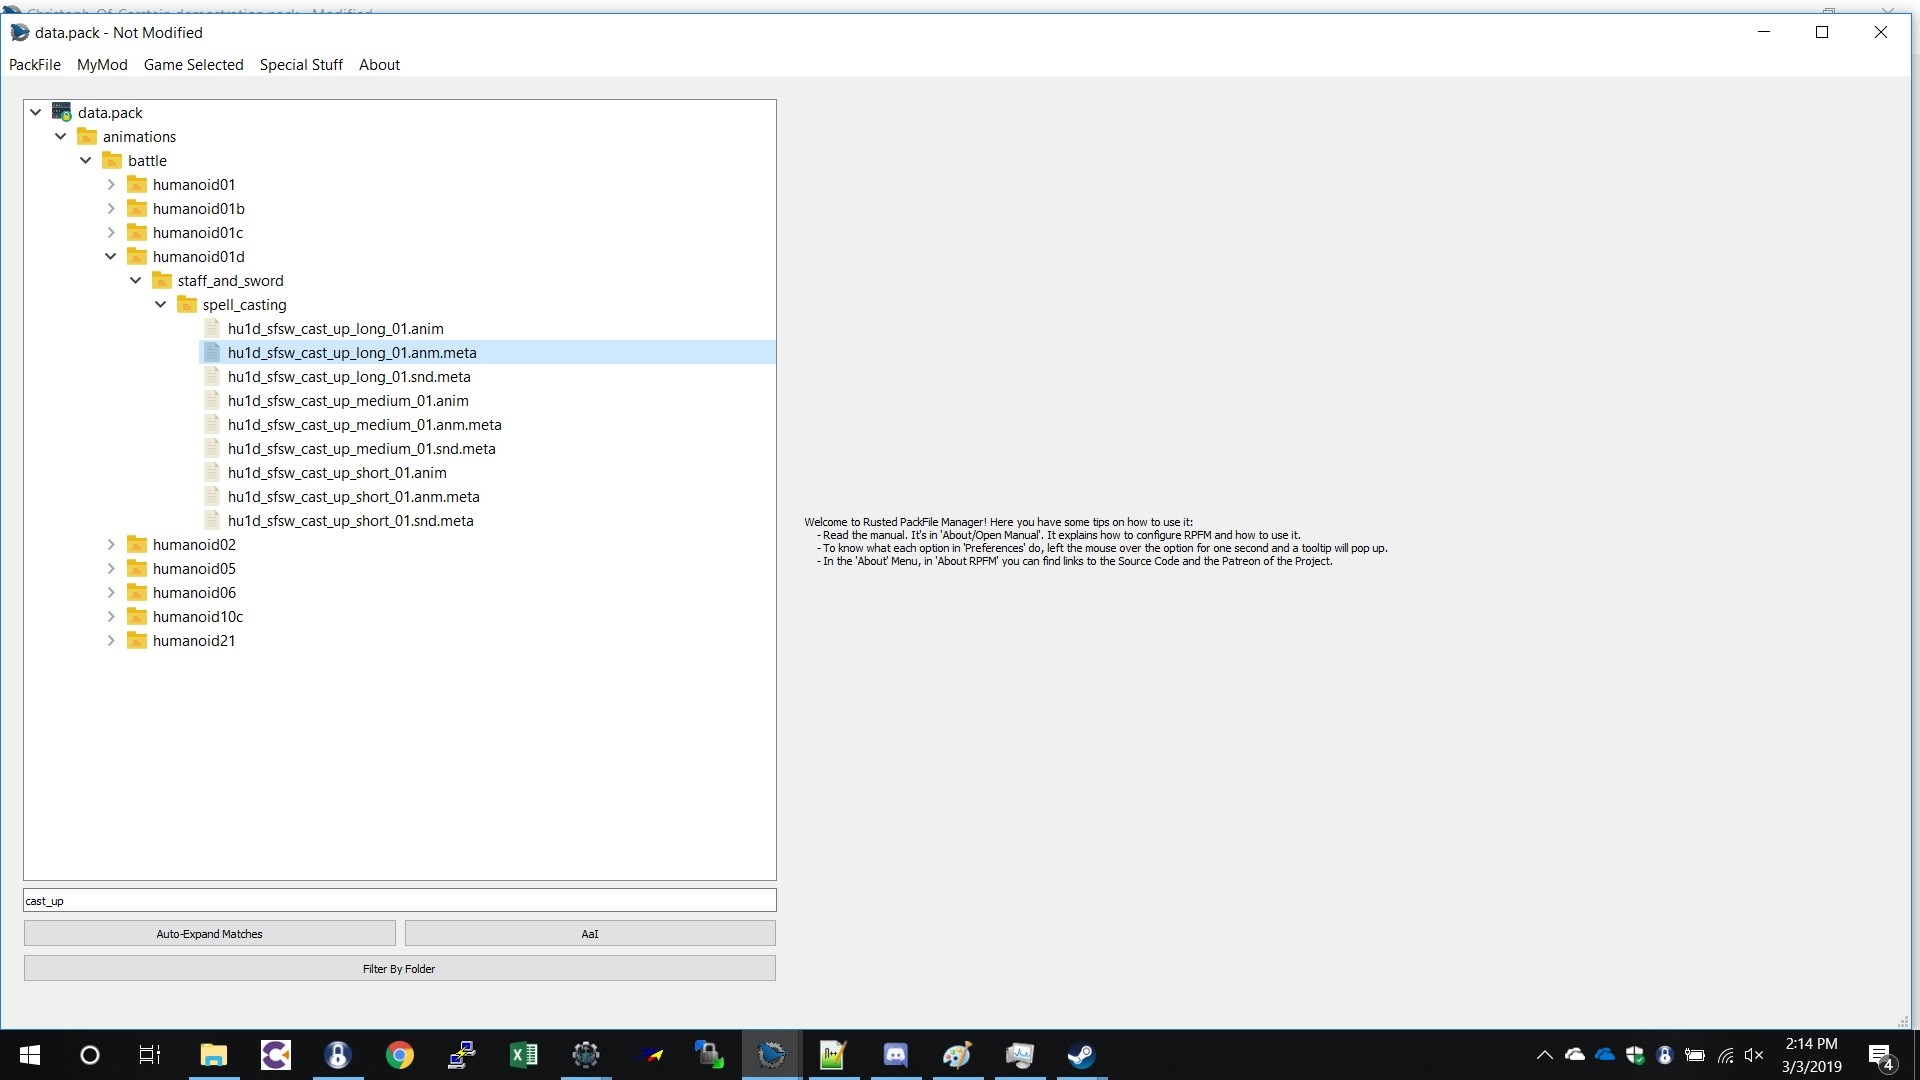 Christoph_Of_Carstein_demostration.pack - Modified
data.pack - Not Modified
PackFile MyMod Game Selected Special Stuff About
data.pack
animations
battle
humanoid01
humanoid01b
humanoid01c
humanoid01d
staff_and_sword
spell_casting
hu1d_sfsw_cast_up_long_01.anim
hu1d_sfsw_cast_up_long_01.anm.meta
hu1d_sfsw_cast_up_long_01.snd.meta
hu1d_sfsw_cast_up_medium_01.anim
hu1d_sfsw_cast_up_medium_01.anm.meta
hu1d_sfsw_cast_up_medium_01.snd.meta
hu1d_sfsw_cast_up_short_01.anim
hu1d_sfsw_cast_up_short_01.anm.meta
hu1d_sfsw_cast_up_short_01.snd.meta
humanoid02
humanoid05
humanoid06
humanoid10c
humanoid21
Welcome to Rusted PackFile Manager! Here you have some tips on how to use it:
- Read the manual. It's in 'About/Open Manual'. It explains how to configure RPFM and how to use it.
- To know what each option in 'Preferences' do, left the mouse over the option for one second and a tooltip will pop up.
- In the 'About' Menu, in 'About RPFM' you can find links to the Source Code and the Patreon of the Project.
cast_up
Auto-Expand Matches
AaI
Filter By Folder
2:14 PM
3/3/2019
4